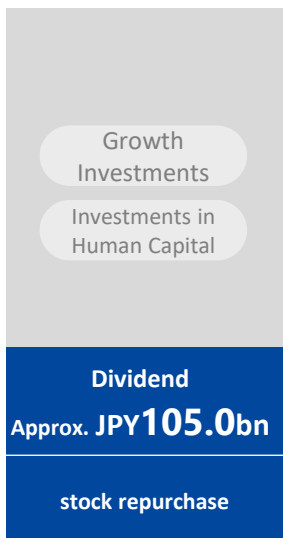 Growth
Investments
Investments in
Human Capital
Dividend
Approx. JPY105.0bn
stock repurchase